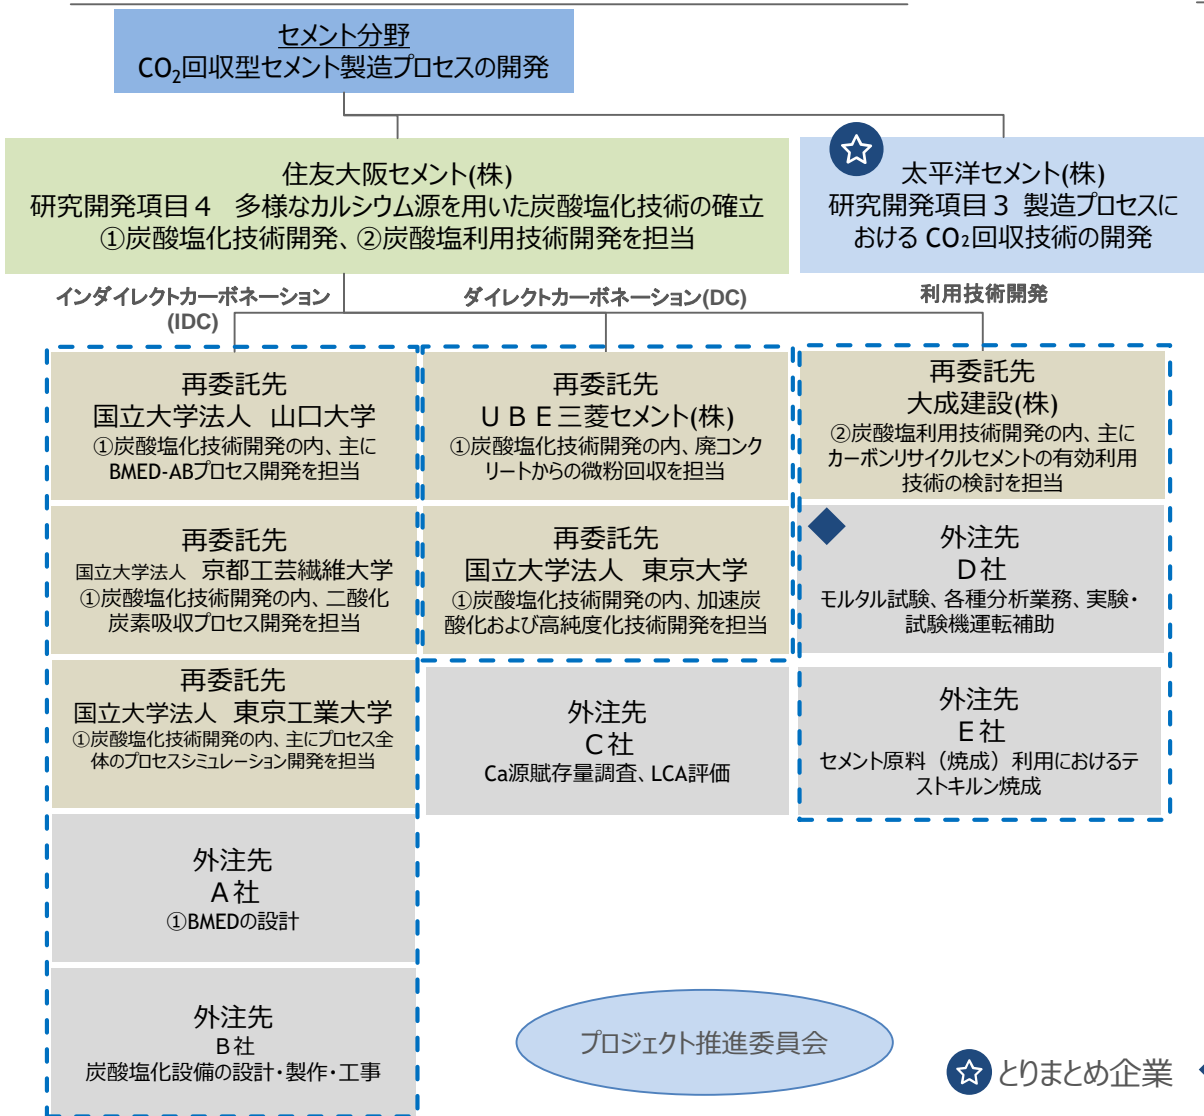 セメント分野
CO₂回収型セメント製造プロセスの開発
住友大阪セメント(株)
研究開発項目４　多様なカルシウム源を用いた炭酸塩化技術の確立
①炭酸塩化技術開発、②炭酸塩利用技術開発を担当
太平洋セメント(株)
研究開発項目３ 製造プロセスに
おける CO₂回収技術の開発
インダイレクトカーボネーション
(IDC)
ダイレクトカーボネーション(DC)
利用技術開発
再委託先
国立大学法人　山口大学
①炭酸塩化技術開発の内、主に
BMED-ABプロセス開発を担当
再委託先
国立大学法人 京都工芸繊維大学
①炭酸塩化技術開発の内、二酸化
炭素吸収プロセス開発を担当
再委託先
国立大学法人　東京工業大学
①炭酸塩化技術開発の内、主にプロセス全
体のプロセスシミュレーション開発を担当
外注先
Ａ社
①BMEDの設計
外注先
Ｂ社
炭酸塩化設備の設計・製作・工事
再委託先
ＵＢＥ三菱セメント(株)
①炭酸塩化技術開発の内、廃コンク
リートからの微粉回収を担当
再委託先
国立大学法人　東京大学
①炭酸塩化技術開発の内、加速炭
酸化および高純度化技術開発を担当
外注先
Ｃ社
Ca源賦存量調査、LCA評価
再委託先
大成建設(株)
②炭酸塩利用技術開発の内、主に
カーボンリサイクルセメントの有効利用
技術の検討を担当
外注先
Ｄ社
モルタル試験、各種分析業務、実験・
試験機運転補助
外注先
Ｅ社
セメント原料（焼成）利用におけるテ
ストキルン焼成
プロジェクト推進委員会
とりまとめ企業